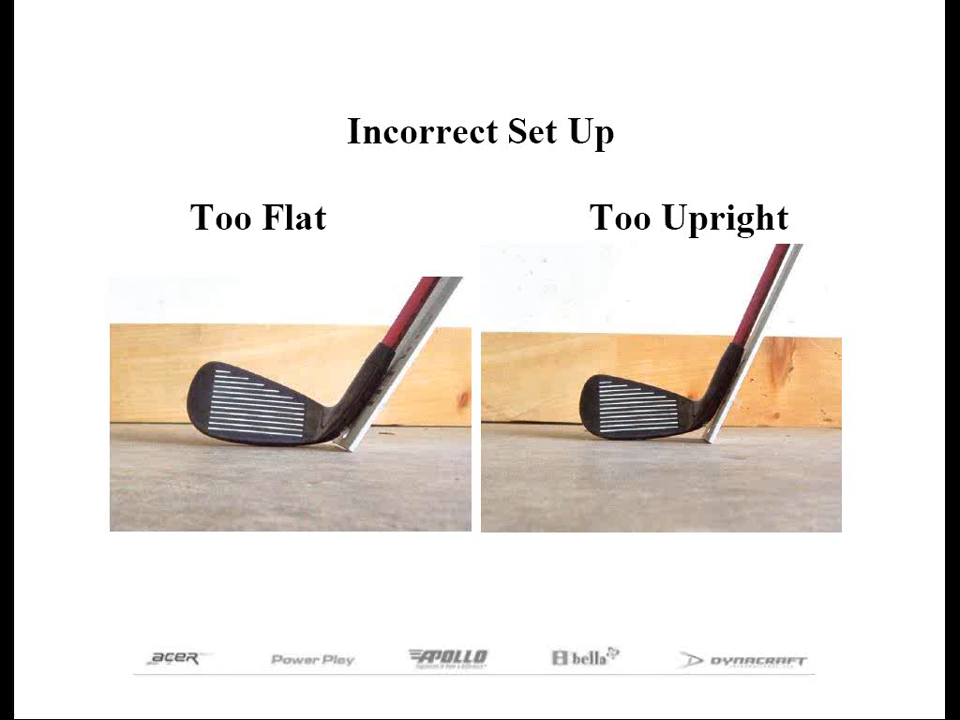 Incorrect Set Up
Too Flat
Too Upright
ACER
Power Play
APOLLO
bella
DYNACRAFT